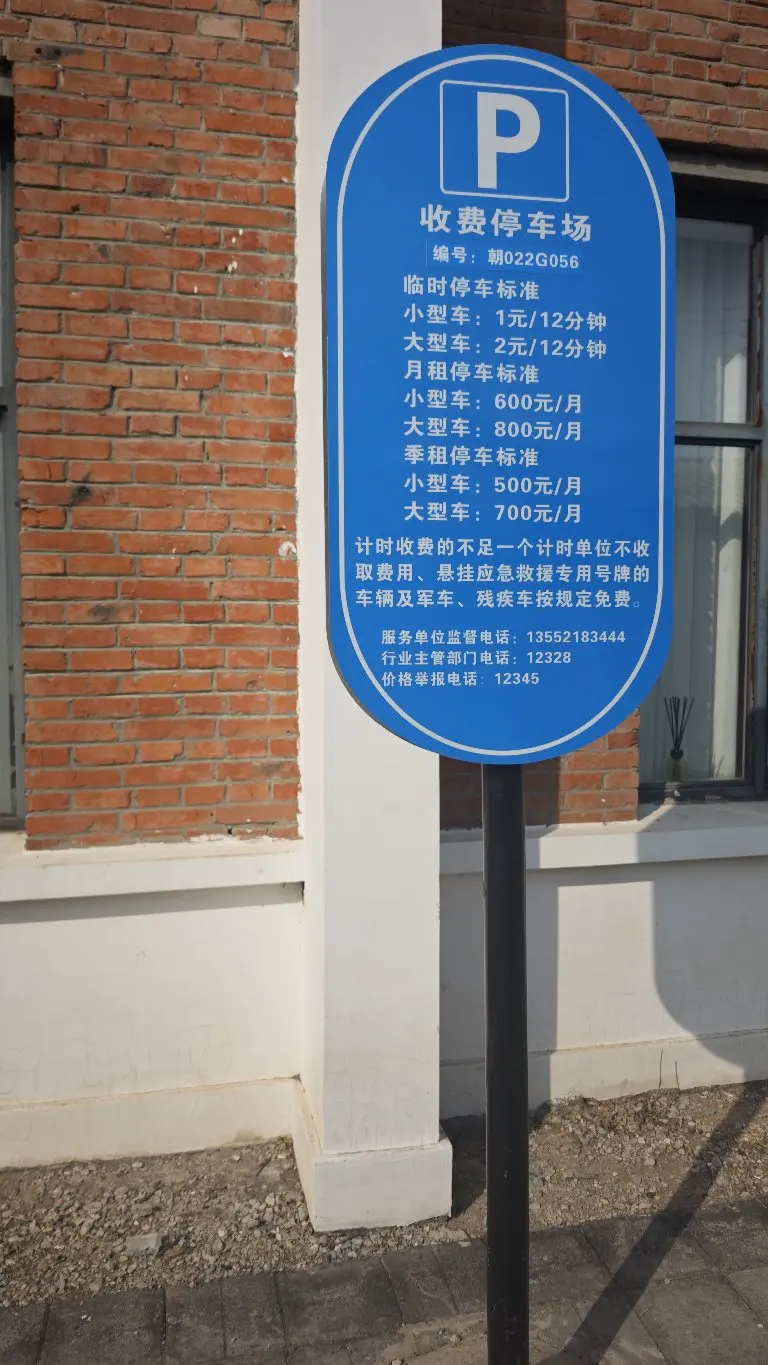 P
收费停车场
编号：朝022G056
临时停车标准
小型车：1元/12分钟
大型车：2元/12分钟
月租停车标准
小型车：600元/月
大型车：800元/月
季租停车标准
小型车：500元/月
大型车：700元/月
计时收费的不足一个计时单位不收
取费用、悬挂应急救援专用号牌的
车辆及军车、残疾车按规定免费。
服务单位监督电话：13552183444
行业主管部门电话：12328
价格举报电话：12345